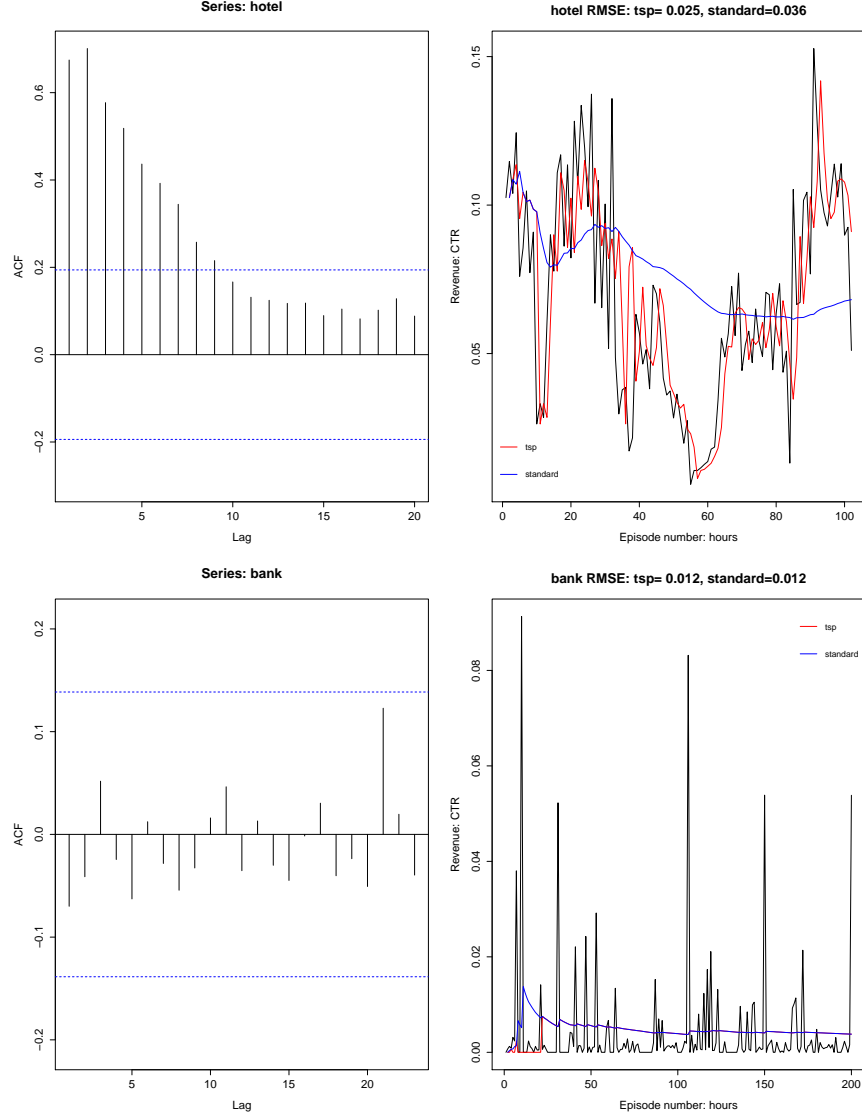 Series: hotel
ACF
0.6
0.4
0.2
0.0
−0.2
5
10
15
20
Lag
hotel RMSE: tsp= 0.025, standard=0.036
Revenue: CTR
0.15
0.10
0.05
tsp
standard
0
20
40
60
80
100
Episode number: hours
Series: bank
ACF
0.2
0.1
0.0
−0.1
−0.2
5
10
15
20
Lag
bank RMSE: tsp= 0.012, standard=0.012
Revenue: CTR
0.08
0.06
0.04
0.02
0.00
tsp
standard
0
50
100
150
200
Episode number: hours